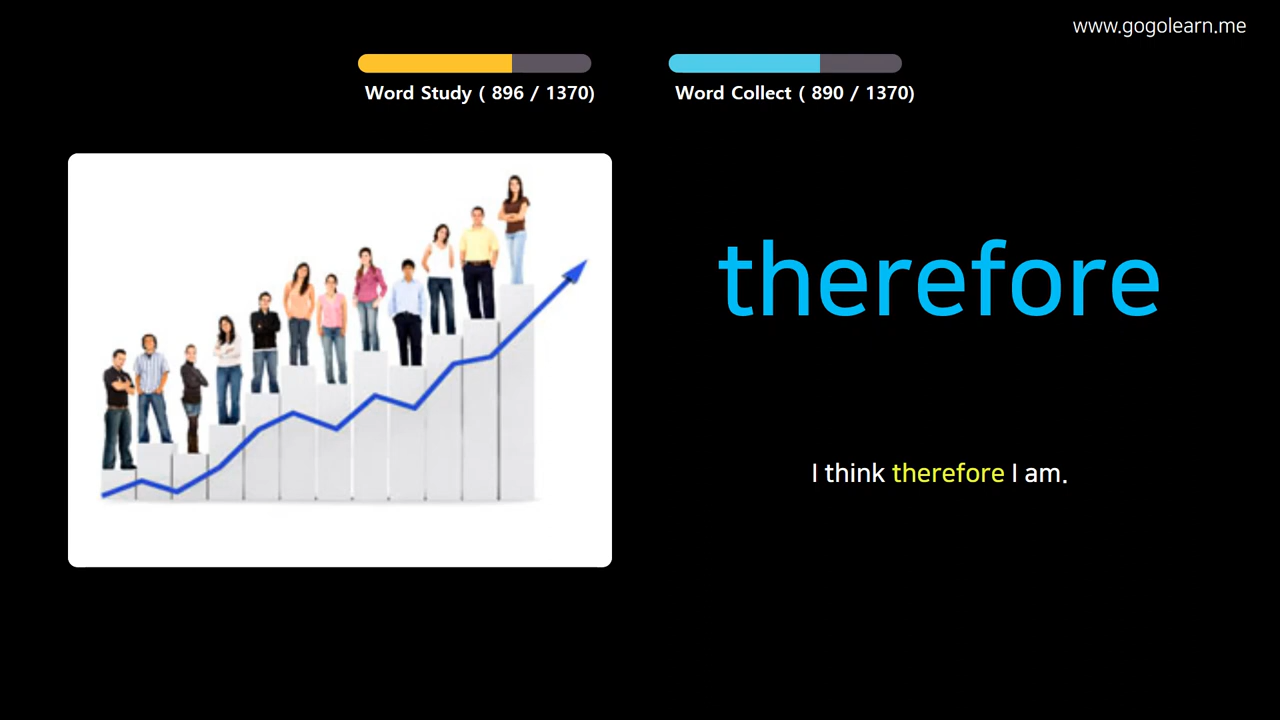 www.gogolearn.me
Word Study ( 896 / 1370)
Word Collect ( 890 / 1370)
therefore
I think therefore I am.